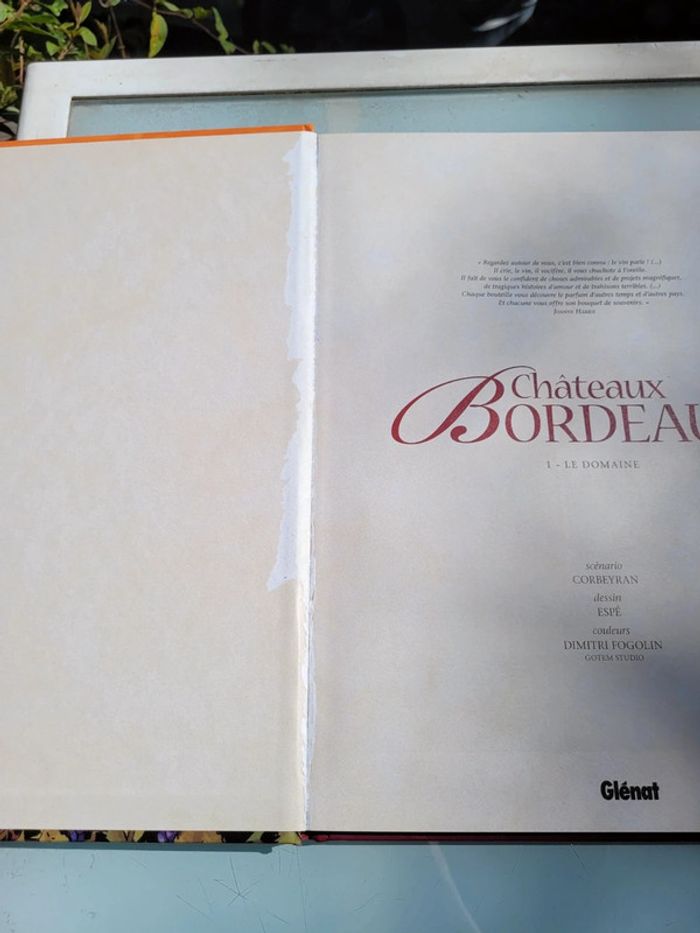 « Regardez autour de vous, c'est bien connu : le vin parle ! (...)
Il crie, le vin, il vocifère, il vous chuchote à l'oreille.
Il fait de vous le confident de choses admirables et de projets magnifiques,
de tragiques histoires d'amour et de trahisons terribles. (...)
Chaque bouteille vous découvre le parfum d'autres temps et d'autres pays.
Et chacune vous offre son bouquet de souvenirs. »
Joanne Harris
Châteaux
BORDEAU
1 - LE DOMAINE
scénario
CORBEYRAN
dessin
ESPÉ
couleurs
DIMITRI FOGOLIN
GOTEM STUDIO
Glénat